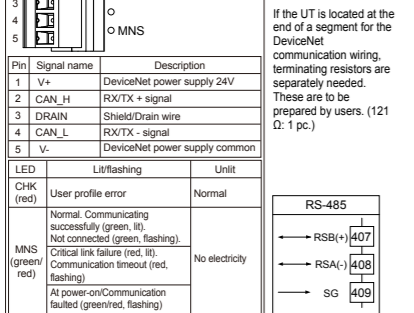 3
4
5
MNS
Pin Signal name Description
1 V+ DeviceNet power supply 24V
2 CAN_H RX/TX + signal
3 DRAIN Shield/Drain wire
4 CAN_L RX/TX - signal
5 V- DeviceNet power supply common
LED Lit/flashing Unlit
CHK
(red)
User profile error
Normal
MNS
(green/
red)
Normal. Communicating
successfully (green, lit).
Not connected (green, flashing).
Critical link failure (red, lit).
Communication timeout (red,
flashing)
At power-on/Communication
faulted (green/red, flashing)
No electricity
If the UT is located at the
end of a segment for the
DeviceNet
communication wiring,
terminating resistors are
separately needed.
These are to be
prepared by users. (121
Ω: 1 pc.)
RS-485
RSB(+) 407
RSA(-) 408
SG 409